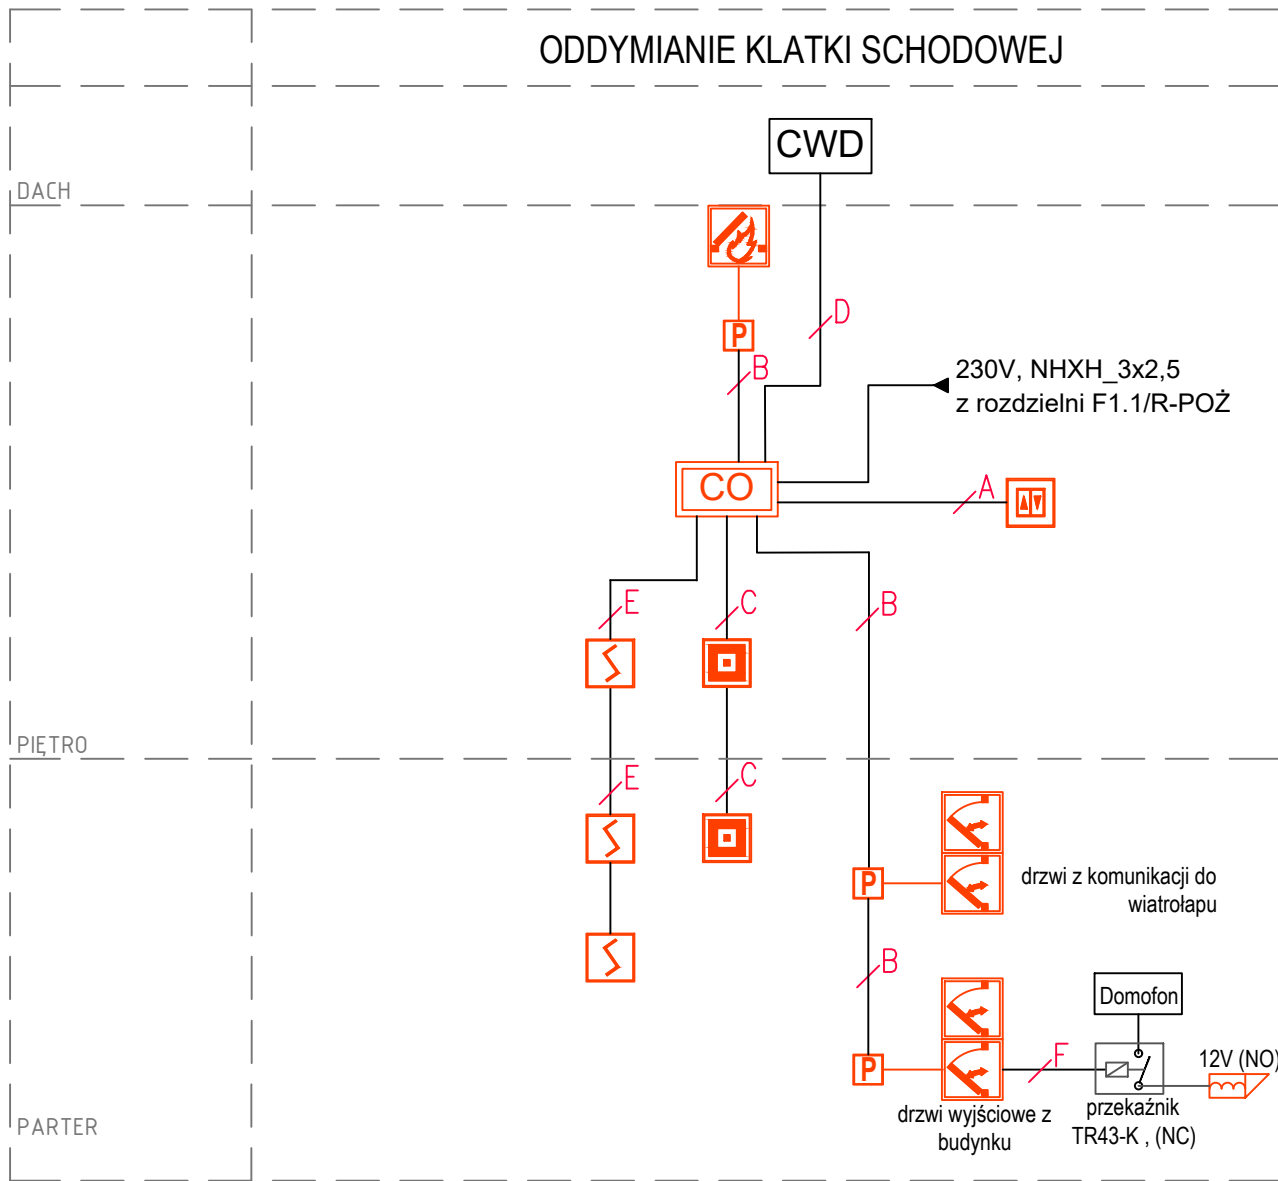 ODDYMIANIE KLATKI SCHODOWEJ
CWD
DACH
D
P
B
230V, NHXH_3x2,5
z rozdzielni F1.1/R-POŻ
CO
A
E
C
B
PIĘTRO
E
C
P
drzwi z komunikacji do
wiatrołapu
B
Domofon
P
F
12V (NO)
drzwi wyjściowe z
budynku
przekaźnik
TR43-K , (NC)
PARTER